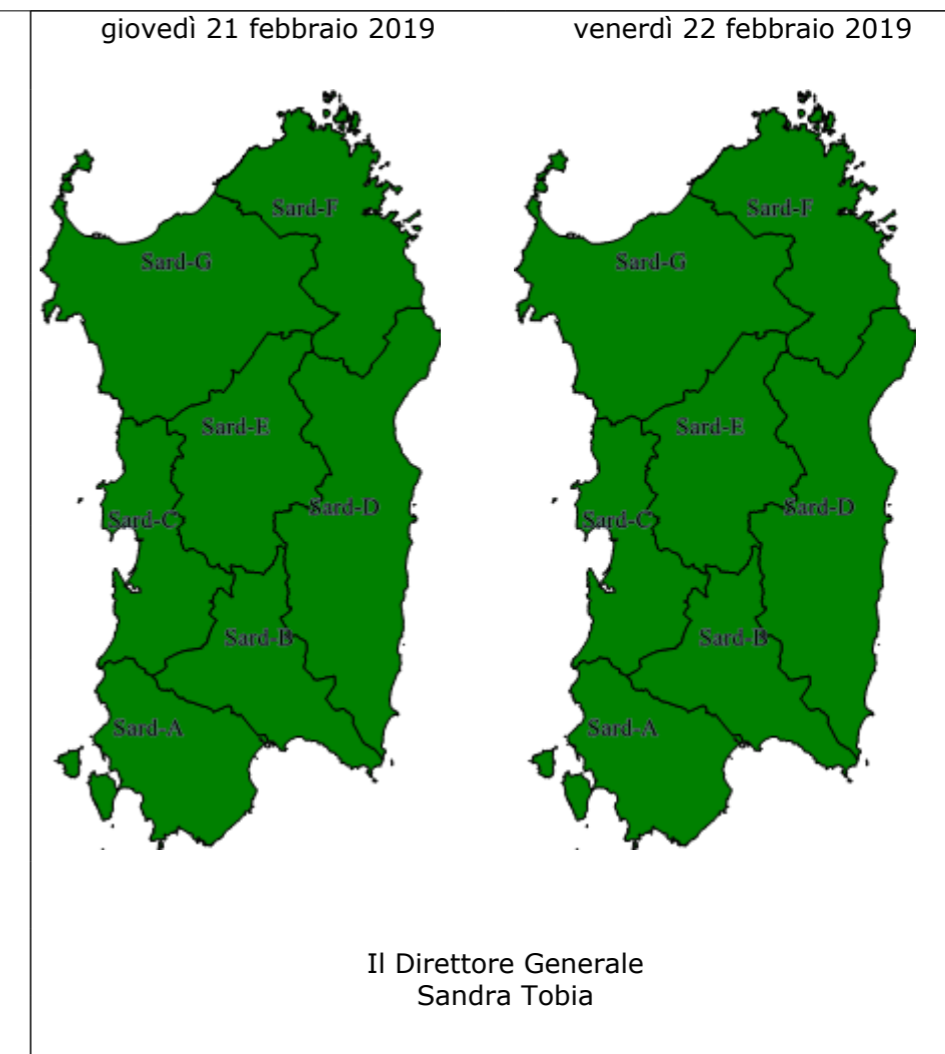 giovedì 21 febbraio 2019
venerdì 22 febbraio 2019
Sard-F
Sard-G
Sard-E
Sard-D
Sard-C
Sard-B
Sard-A
Sard-F
Sard-G
Sard-E
Sard-D
Sard-C
Sard-B
Sard-A
Il Direttore Generale
Sandra Tobia